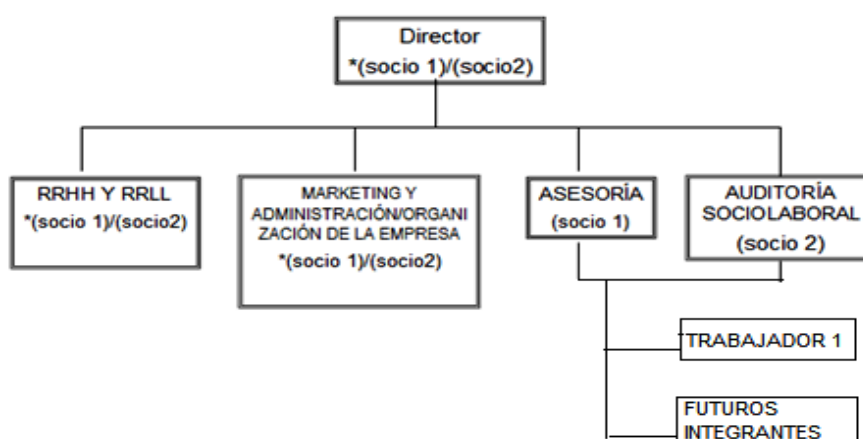 Director
*(socio 1)/(socio2)
RRHH Y RRLL
*(socio 1)/(socio2)
MARKETING Y
ADMINISTRACIÓN/ORGANI
ZACIÓN DE LA EMPRESA
*(socio 1)/(socio2)
ASESORÍA
(socio 1)
AUDITORÍA
SOCIOLABORAL
(socio 2)
TRABAJADOR 1
FUTUROS
INTEGRANTES